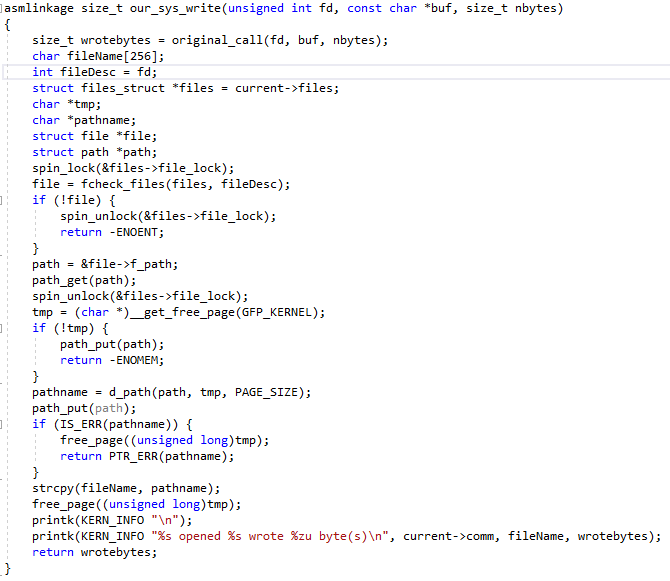 asmlinkage size_t our_sys_write(unsigned int fd, const char *buf, size_t nbytes)
{
    size_t wrotebytes = original_call(fd, buf, nbytes);
    char fileName[256];
    int fileDesc = fd;
    struct files_struct *files = current->files;
    char *tmp;
    char *pathname;
    struct file *file;
    struct path *path;
    spin_lock(&files->file_lock);
    file = fcheck_files(files, fileDesc);
    if (!file) {
        spin_unlock(&files->file_lock);
        return -ENOENT;
    }
    path = &file->f_path;
    path_get(path);
    spin_unlock(&files->file_lock);
    tmp = (char *)__get_free_page(GFP_KERNEL);
    if (!tmp) {
        path_put(path);
        return -ENOMEM;
    }
    pathname = d_path(path, tmp, PAGE_SIZE);
    path_put(path);
    if (IS_ERR(pathname)) {
        free_page((unsigned long)tmp);
        return PTR_ERR(pathname);
    }
    strcpy(fileName, pathname);
    free_page((unsigned long)tmp);
    printk(KERN_INFO "\n");
    printk(KERN_INFO "%s opened %s wrote %zu byte(s)\n", current->comm, fileName, wrotebytes);
    return wrotebytes;
}